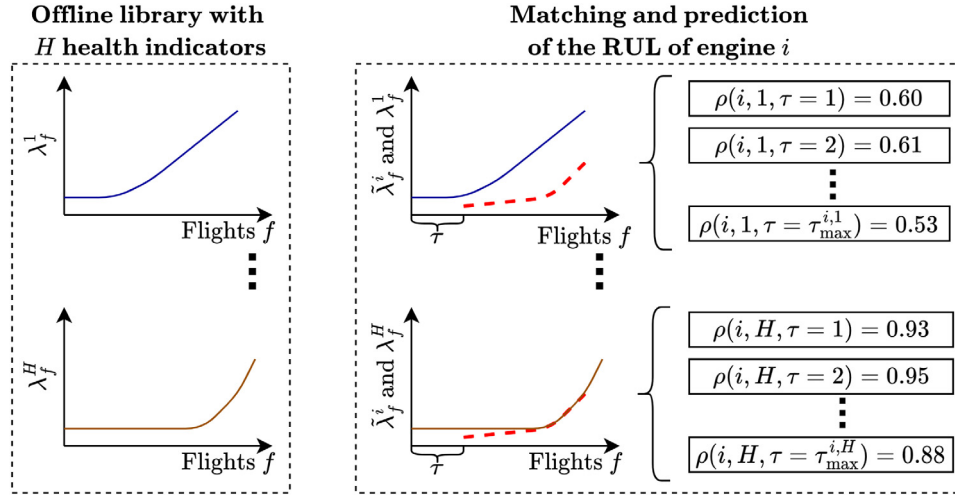 Offline library with
H health indicators
λ_f^1
Flights f
λ_f^H
Flights f
Matching and prediction
of the RUL of engine i
λ̃_f^i and λ_f^1
τ
Flights f
ρ(i, 1, τ = 1) = 0.60
ρ(i, 1, τ = 2) = 0.61
ρ(i, 1, τ = τ_max^{i,1}) = 0.53
λ̃_f^i and λ_f^H
τ
Flights f
ρ(i, H, τ = 1) = 0.93
ρ(i, H, τ = 2) = 0.95
ρ(i, H, τ = τ_max^{i,H}) = 0.88